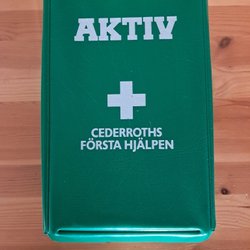 AKTIV
CEDERROTHS
FÖRSTA HJÄLPEN